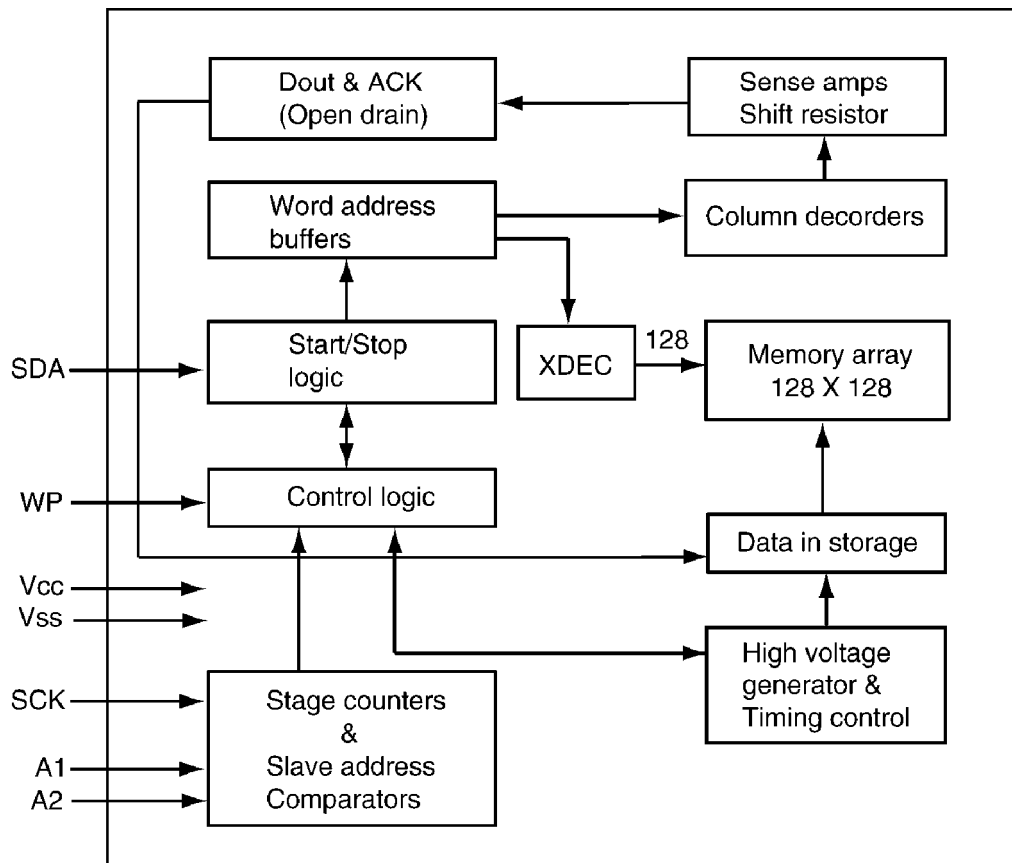 Dout & ACK
(Open drain)
Sense amps
Shift resistor
Word address
buffers
Column decorders
SDA
Start/Stop
logic
XDEC
128
Memory array
128 X 128
WP
Control logic
Data in storage
Vcc
Vss
High voltage
generator &
Timing control
SCK
Stage counters
&
Slave address
Comparators
A1
A2